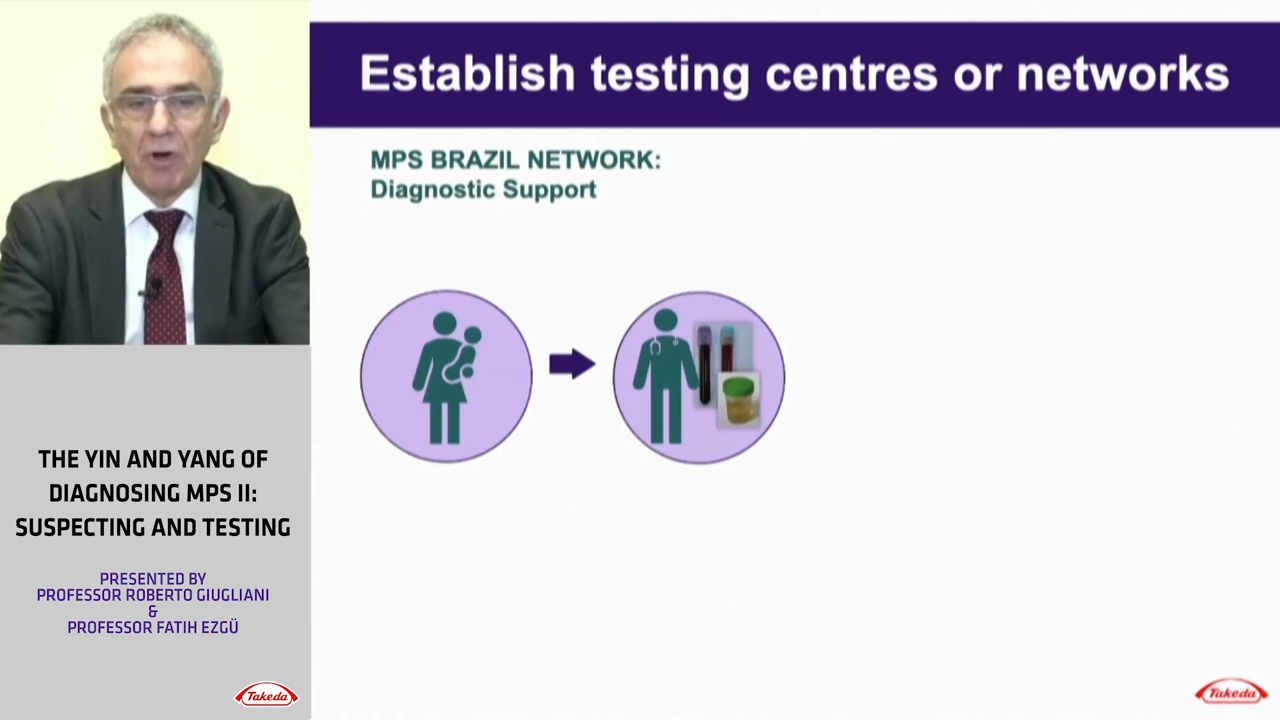 Establish testing centres or networks
MPS BRAZIL NETWORK:
Diagnostic Support
THE YIN AND YANG OF
DIAGNOSING MPS II:
SUSPECTING AND TESTING
PRESENTED BY
PROFESSOR ROBERTO GIUGLIANI
&
PROFESSOR FATIH EZGÜ
Takeda
Takeda